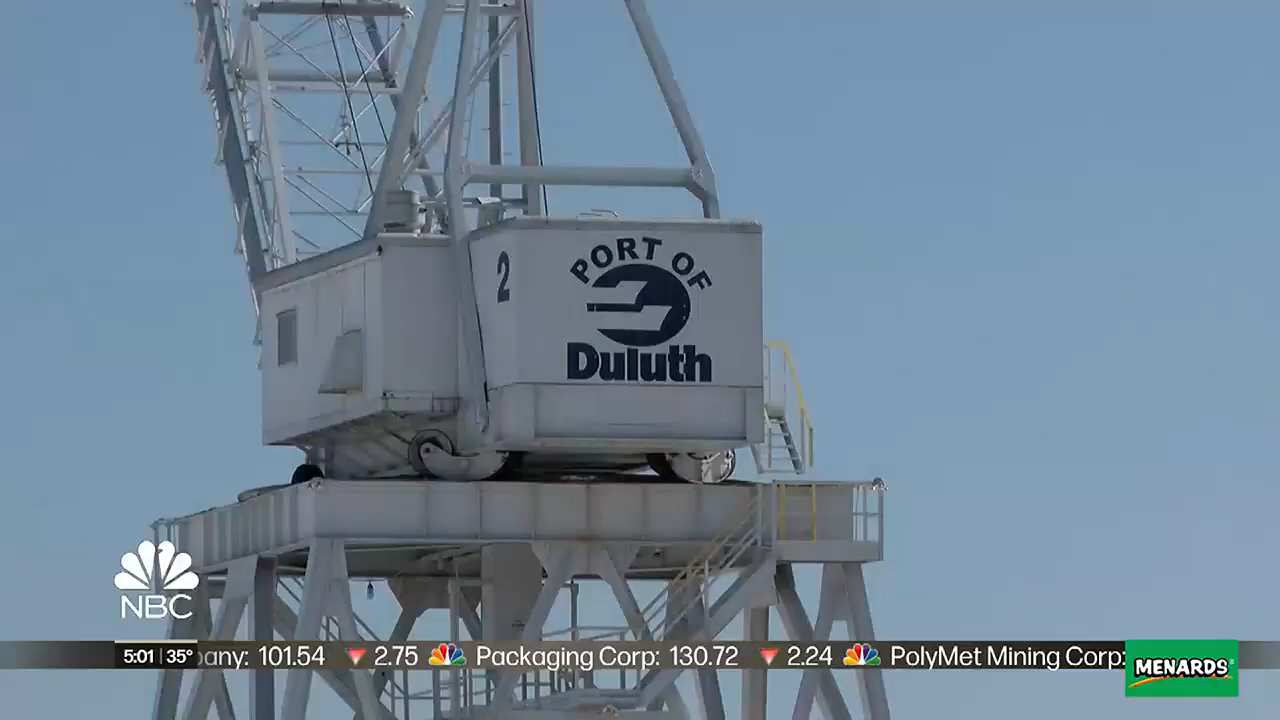 2
PORT OF
Duluth
NBC
5:01 | 35° pany: 101.54 2.75 Packaging Corp: 130.72 2.24 PolyMet Mining Corp:
MENARDS